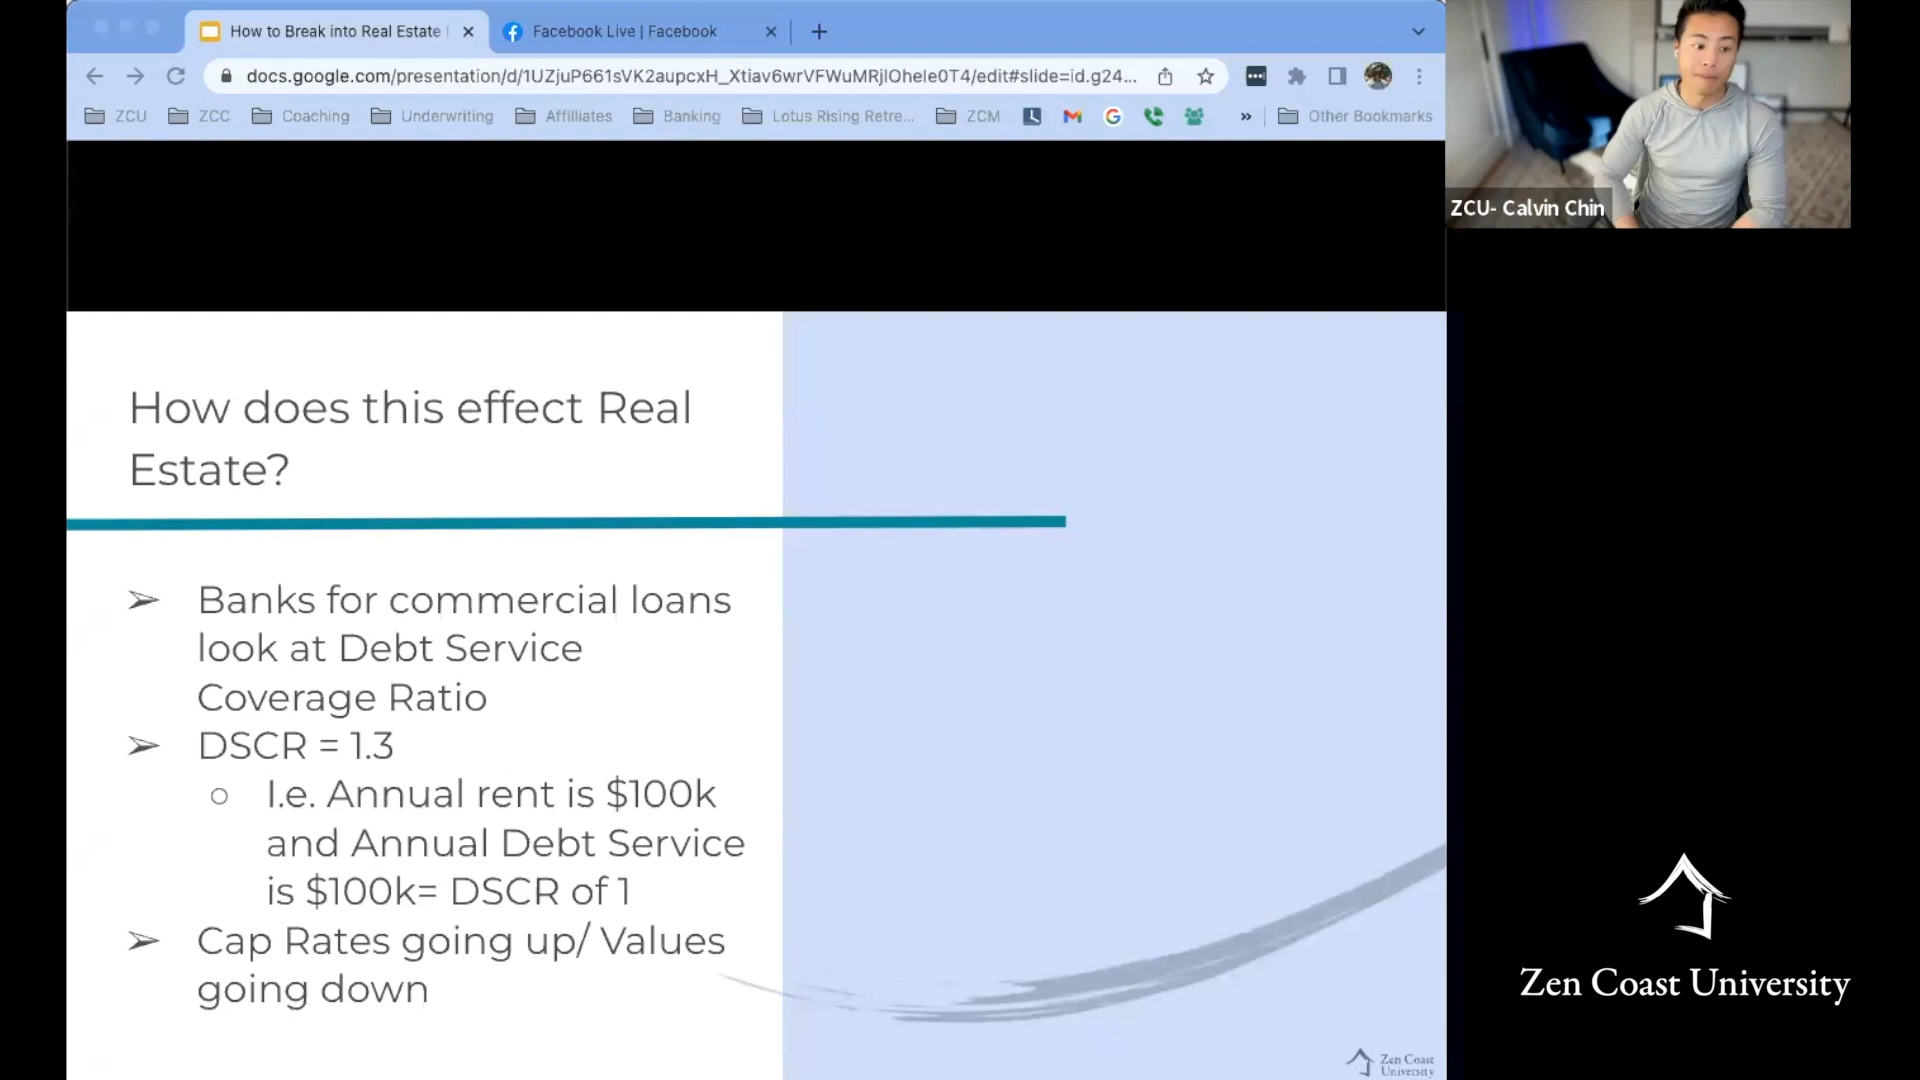 How to Break into Real Estate
Facebook Live | Facebook
docs.google.com/presentation/d/1UZjuP661sVK2aupcxH_Xtiav6wrVFWuMRjlOhele0T4/edit#slide=id.g24...
ZCU
ZCC
Coaching
Underwriting
Affilliates
Banking
Lotus Rising Retre...
ZCM
Other Bookmarks
ZCU- Calvin Chin
How does this effect Real
Estate?
➢ Banks for commercial loans
look at Debt Service
Coverage Ratio
➢ DSCR = 1.3
○ I.e. Annual rent is $100k
and Annual Debt Service
is $100k= DSCR of 1
➢ Cap Rates going up/ Values
going down
Zen Coast
University
Zen Coast University